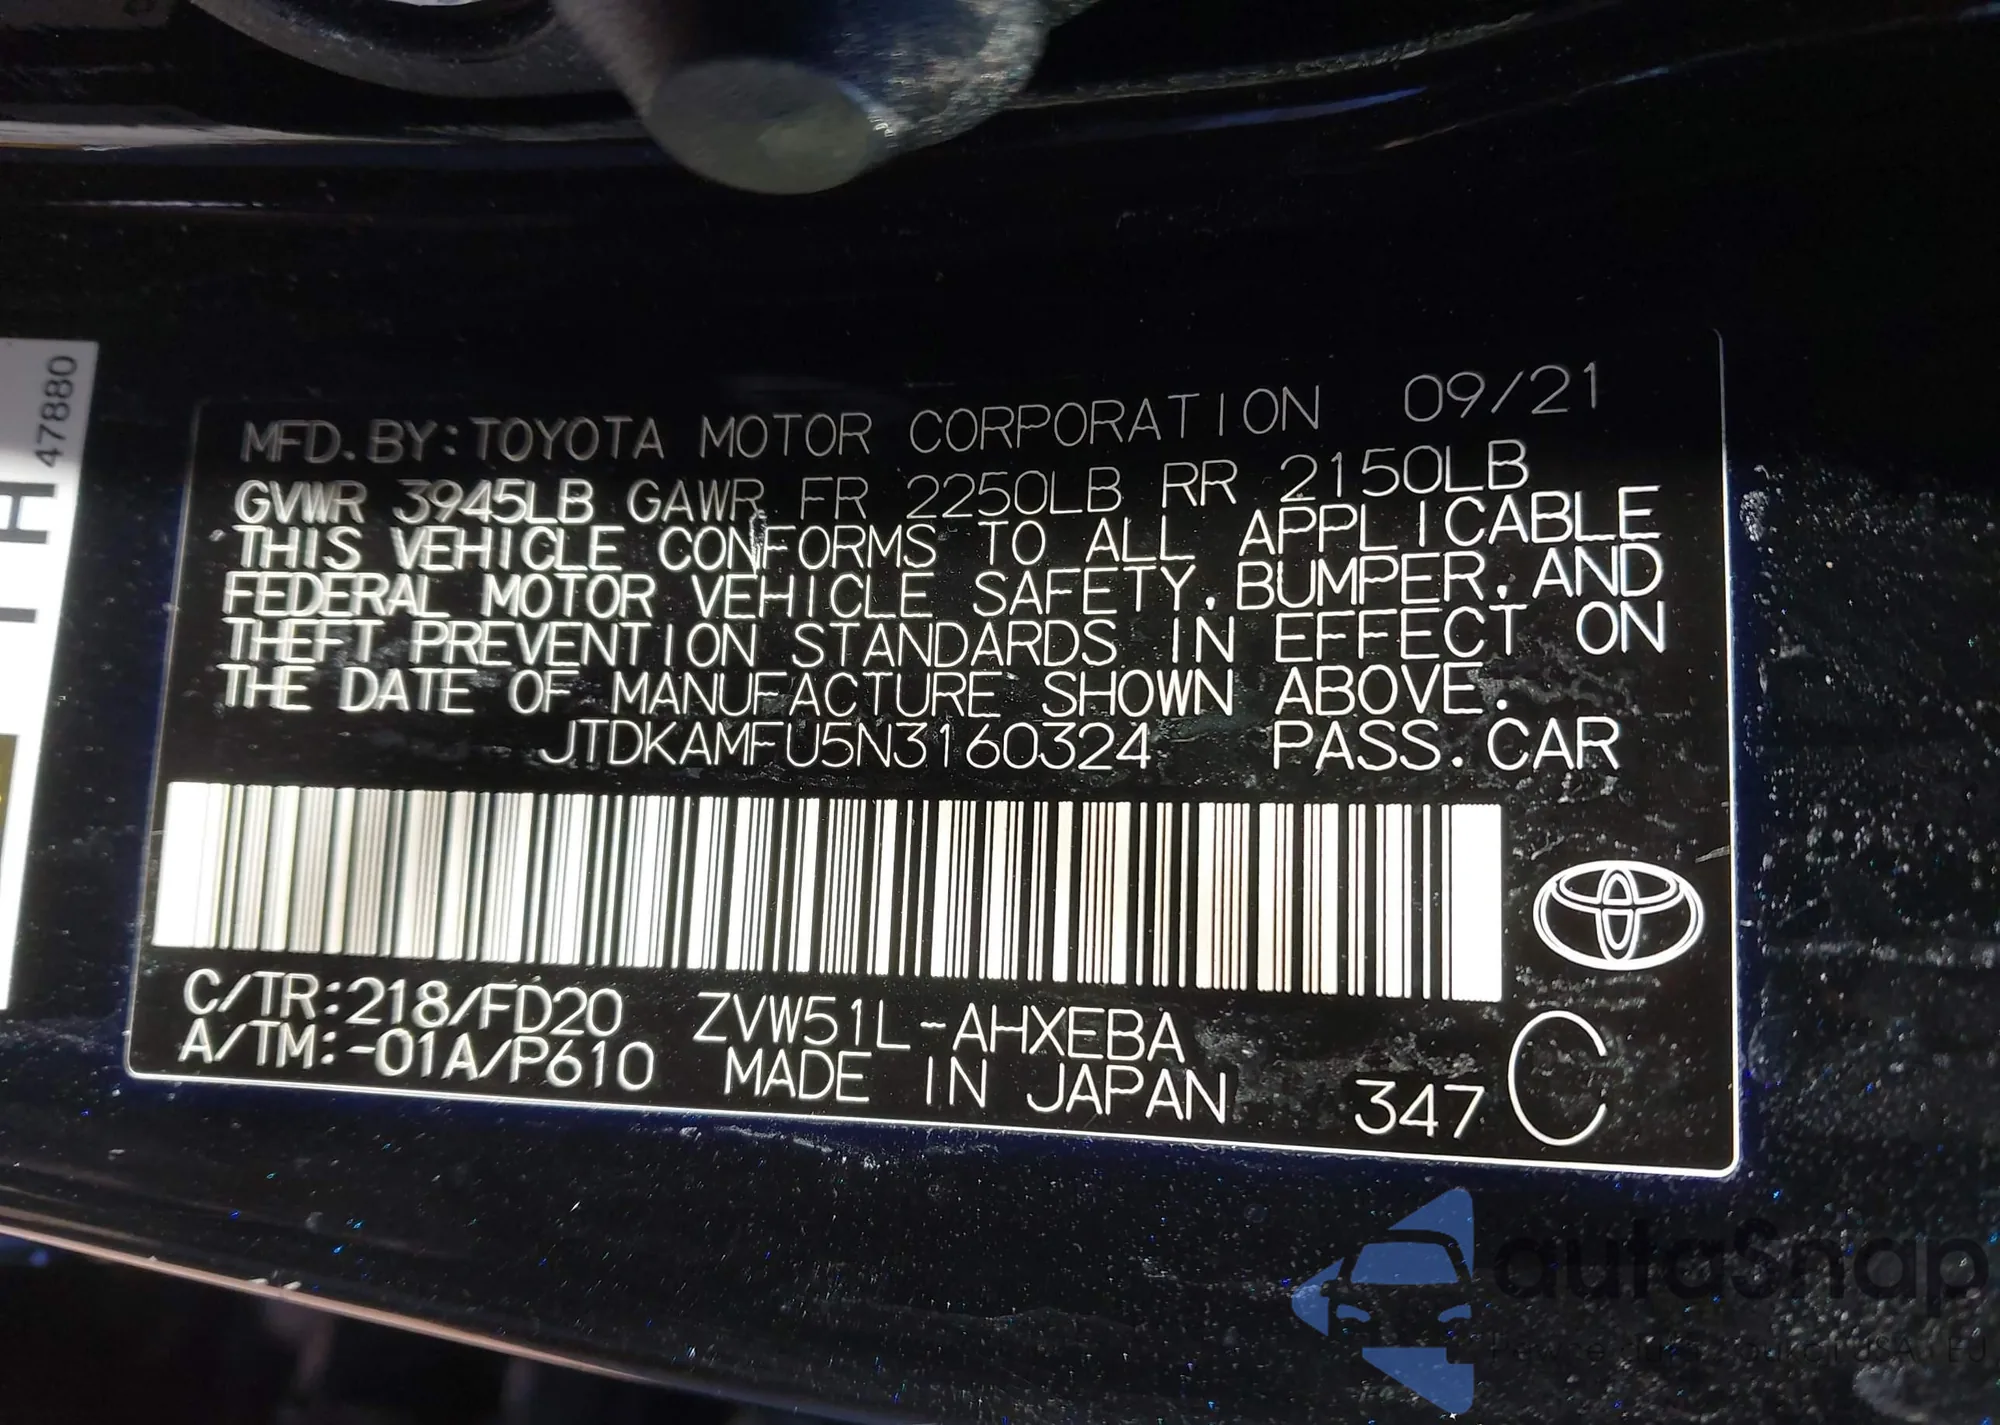 47880
H
MFD. BY: TOYOTA MOTOR CORPORATION 09/21
GVWR 3945LB GAWR FR 2250LB RR 2150LB
THIS VEHICLE CONFORMS TO ALL APPLICABLE
FEDERAL MOTOR VEHICLE SAFETY, BUMPER, AND
THEFT PREVENTION STANDARDS IN EFFECT ON
THE DATE OF MANUFACTURE SHOWN ABOVE.
JTDKAMFU5N3160324 PASS. CAR
C/TR:218/FD20 ZVW51L-AHXEBA
A/TM:-01A/P610 MADE IN JAPAN 347 C
autaSnap